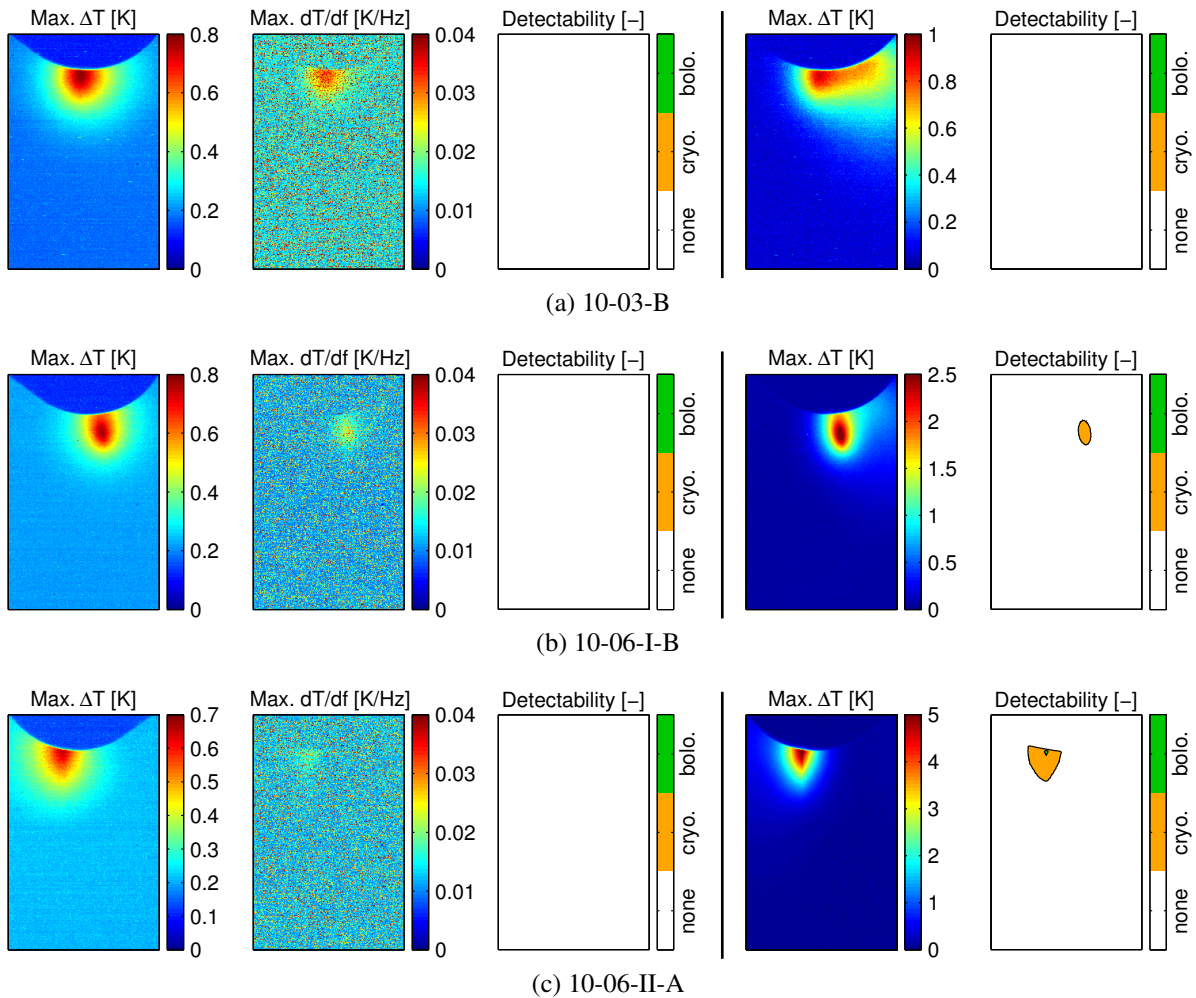 Max. ΔT [K] Max. dT/df [K/Hz] Detectability [−] Max. ΔT [K] Detectability [−]
0.8 0.04 bolo. 1 bolo.
0.6 0.03 0.8
cryo. 0.6 cryo.
0.4 0.02
0.4
0.2 0.01 none 0.2 none
0 0 0
(a) 10-03-B
Max. ΔT [K] Max. dT/df [K/Hz] Detectability [−] Max. ΔT [K] Detectability [−]
0.8 0.04 bolo. 2.5 bolo.
0.6 0.03 2
cryo. 1.5 cryo.
0.4 0.02
1
0.2 0.01 none 0.5 none
0 0 0
(b) 10-06-I-B
Max. ΔT [K] Max. dT/df [K/Hz] Detectability [−] Max. ΔT [K] Detectability [−]
0.7 0.04 bolo. 5 bolo.
0.6
0.5 0.03 4
0.4 cryo. 3 cryo.
0.3 0.02
2
0.2 0.01 none 1 none
0.1
0 0 0
(c) 10-06-II-A